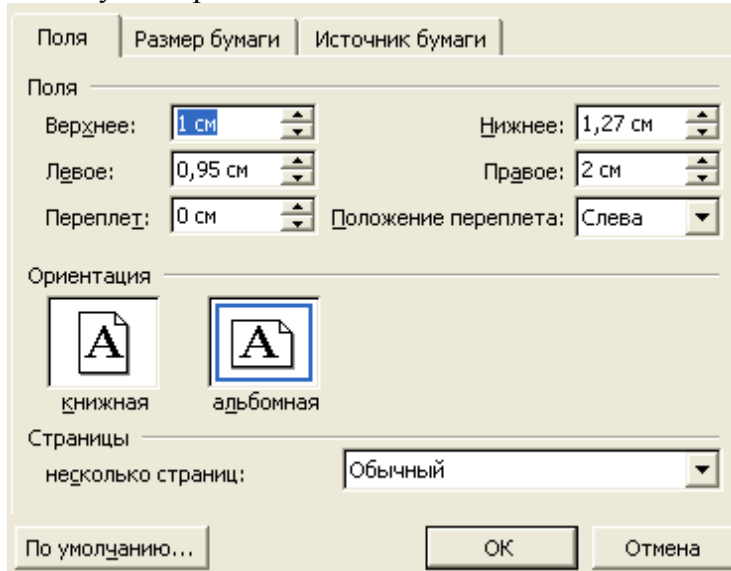 Поля Размер бумаги Источник бумаги
Поля
Верхнее: 1 см Нижнее: 1,27 см
Левое: 0,95 см Правое: 2 см
Переплет: 0 см Положение переплета: Слева
Ориентация
A A
книжная альбомная
Страницы
несколько страниц: Обычный
По умолчанию... ОК Отмена